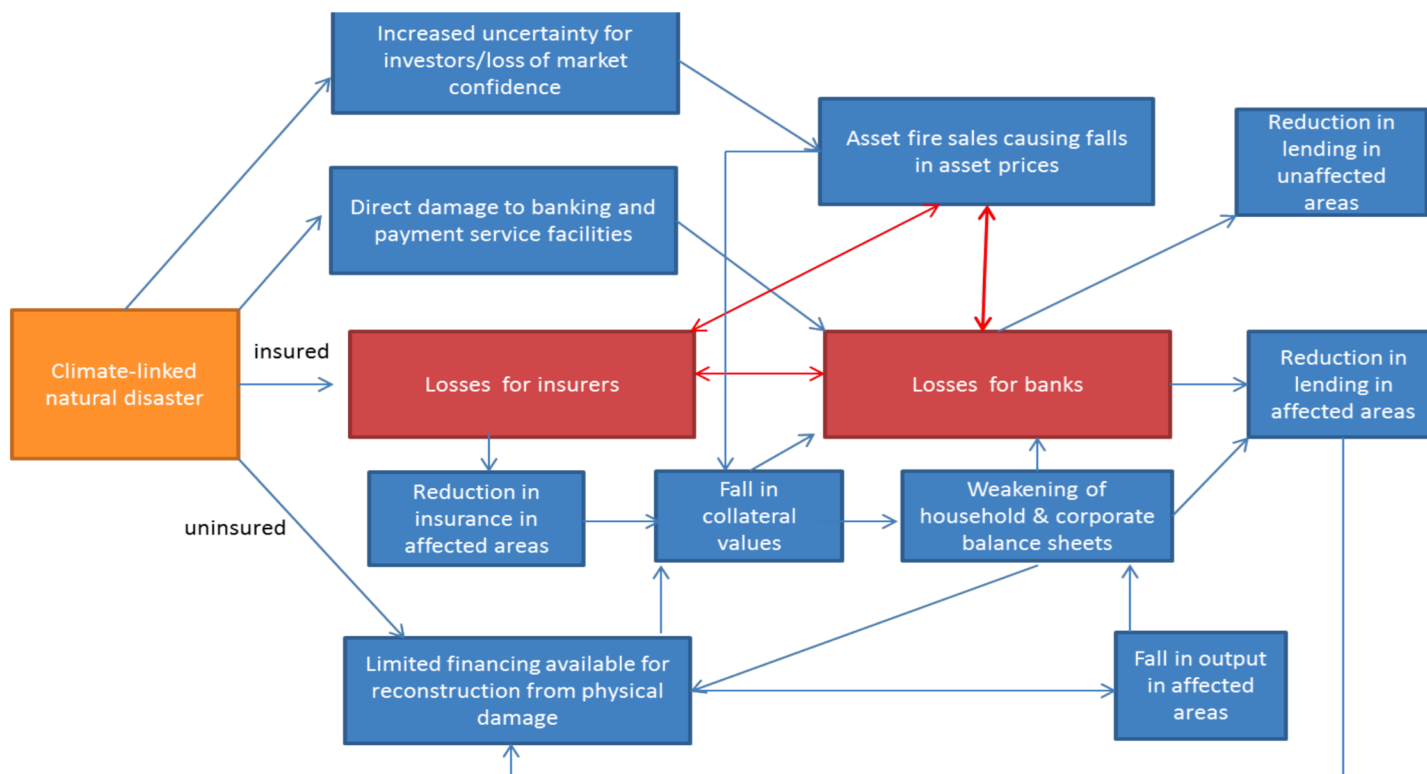 Increased uncertainty for
investors/loss of market
confidence
Asset fire sales causing falls
in asset prices
Reduction in
lending in
unaffected
areas
Direct damage to banking and
payment service facilities
Climate-linked
natural disaster
insured
Losses for insurers
Losses for banks
Reduction in
lending in
affected areas
uninsured
Reduction in
insurance in
affected areas
Fall in
collateral
values
Weakening of
household & corporate
balance sheets
Limited financing available for
reconstruction from physical
damage
Fall in output
in affected
areas